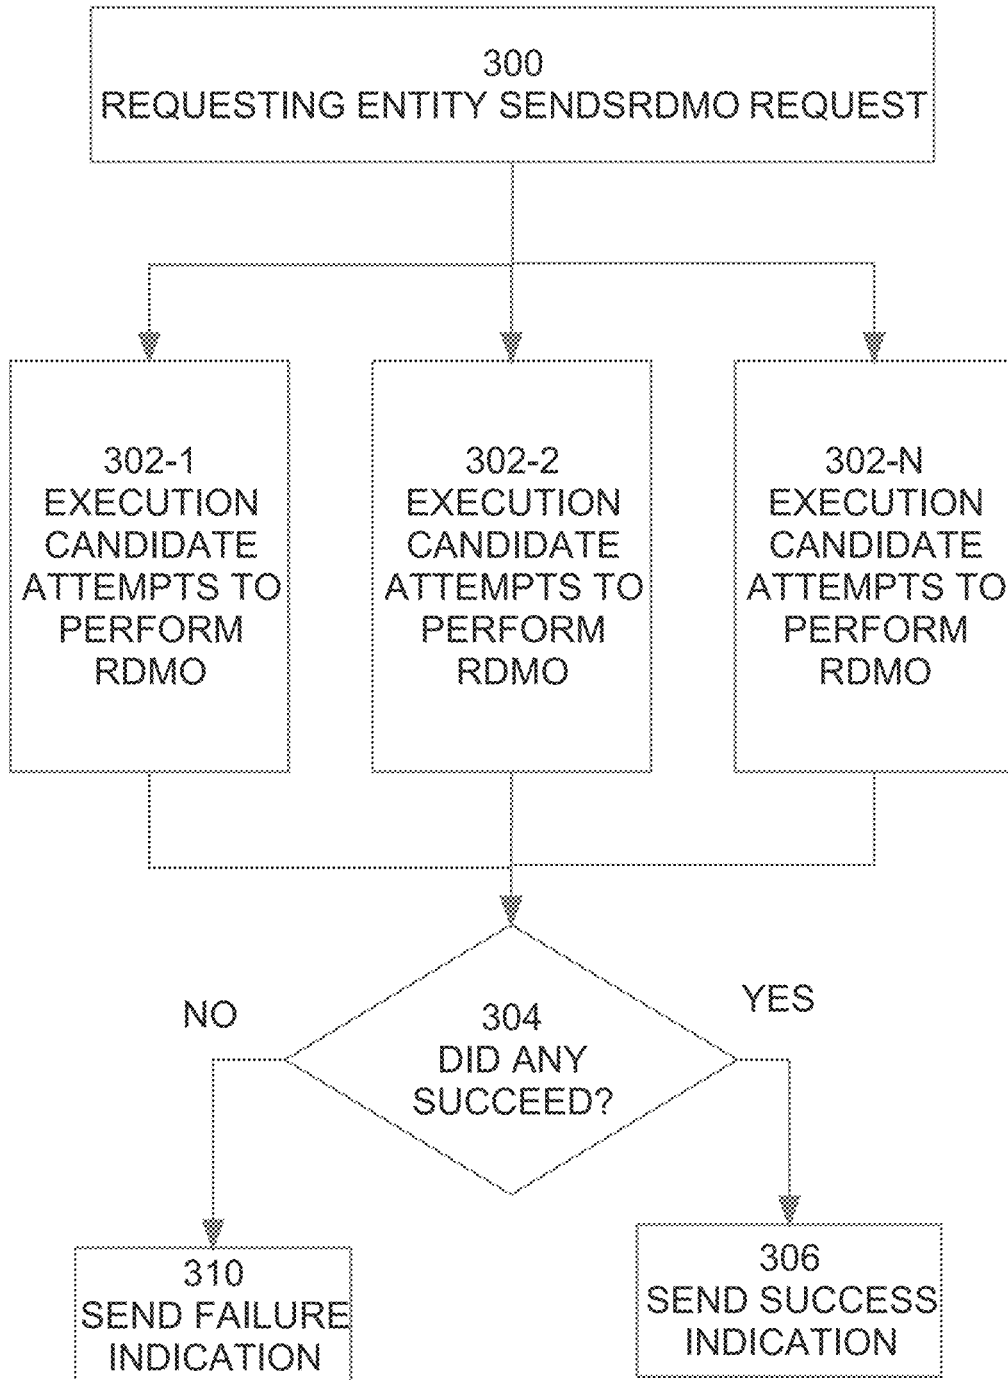 300
REQUESTING ENTITY SENDSRDMO REQUEST
302-1
EXECUTION
CANDIDATE
ATTEMPTS TO
PERFORM
RDMO
302-2
EXECUTION
CANDIDATE
ATTEMPTS TO
PERFORM
RDMO
302-N
EXECUTION
CANDIDATE
ATTEMPTS TO
PERFORM
RDMO
NO
YES
304
DID ANY
SUCCEED?
310
SEND FAILURE
INDICATION
306
SEND SUCCESS
INDICATION